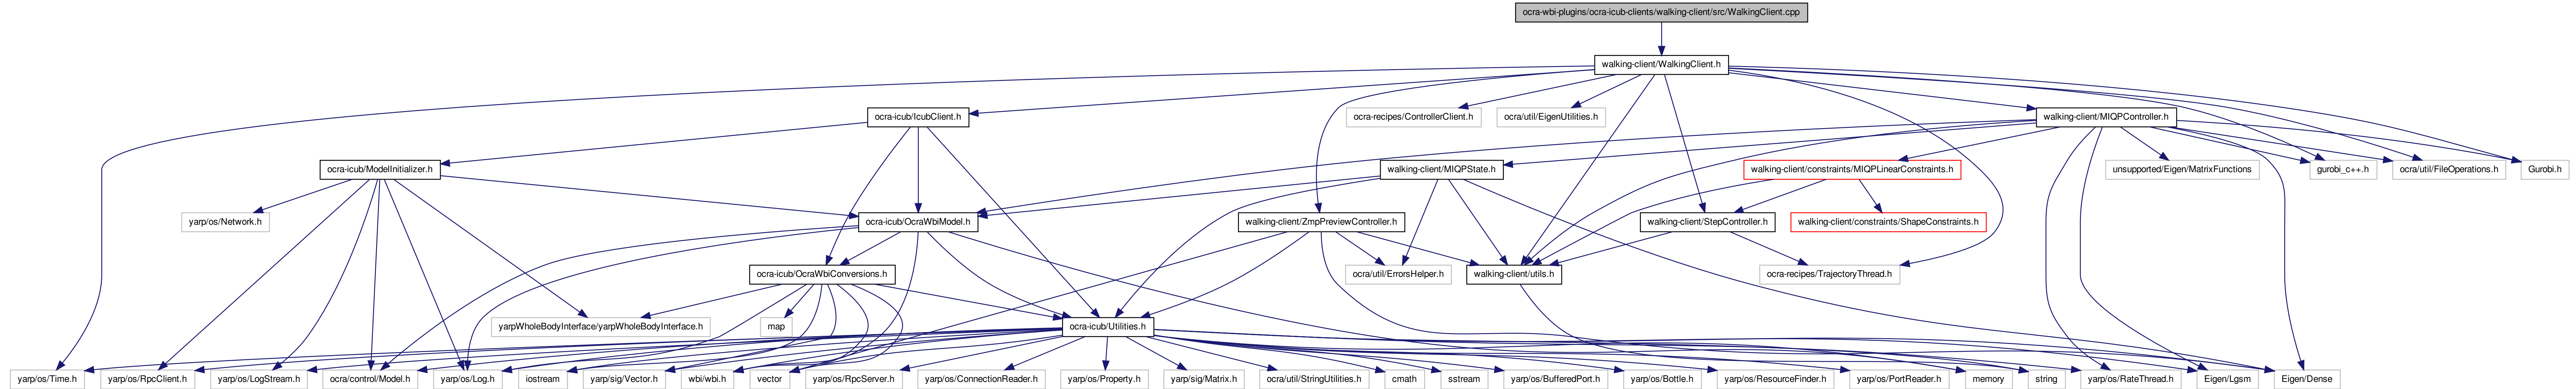 ocra-wbi-plugins/ocra-icub-clients/walking-client/src/WalkingClient.cpp
walking-client/WalkingClient.h
ocra-icub/IcubClient.h
ocra-recipes/ControllerClient.h
ocra/util/EigenUtilities.h
walking-client/MIQPController.h
ocra-icub/ModelInitializer.h
walking-client/MIQPState.h
walking-client/constraints/MIQPLinearConstraints.h
unsupported/Eigen/MatrixFunctions
gurobi_c++.h
ocra/util/FileOperations.h
Gurobi.h
yarp/os/Network.h
ocra-icub/OcraWbiModel.h
walking-client/ZmpPreviewController.h
walking-client/StepController.h
walking-client/constraints/ShapeConstraints.h
ocra-icub/OcraWbiConversions.h
ocra/util/ErrorsHelper.h
walking-client/utils.h
ocra-recipes/TrajectoryThread.h
yarpWholeBodyInterface/yarpWholeBodyInterface.h
map
ocra-icub/Utilities.h
yarp/os/Time.h
yarp/os/RpcClient.h
yarp/os/LogStream.h
ocra/control/Model.h
yarp/os/Log.h
iostream
yarp/sig/Vector.h
wbi/wbi.h
vector
yarp/os/RpcServer.h
yarp/os/ConnectionReader.h
yarp/os/Property.h
yarp/sig/Matrix.h
ocra/util/StringUtilities.h
cmath
sstream
yarp/os/BufferedPort.h
yarp/os/Bottle.h
yarp/os/ResourceFinder.h
yarp/os/PortReader.h
memory
string
yarp/os/RateThread.h
Eigen/Lgsm
Eigen/Dense